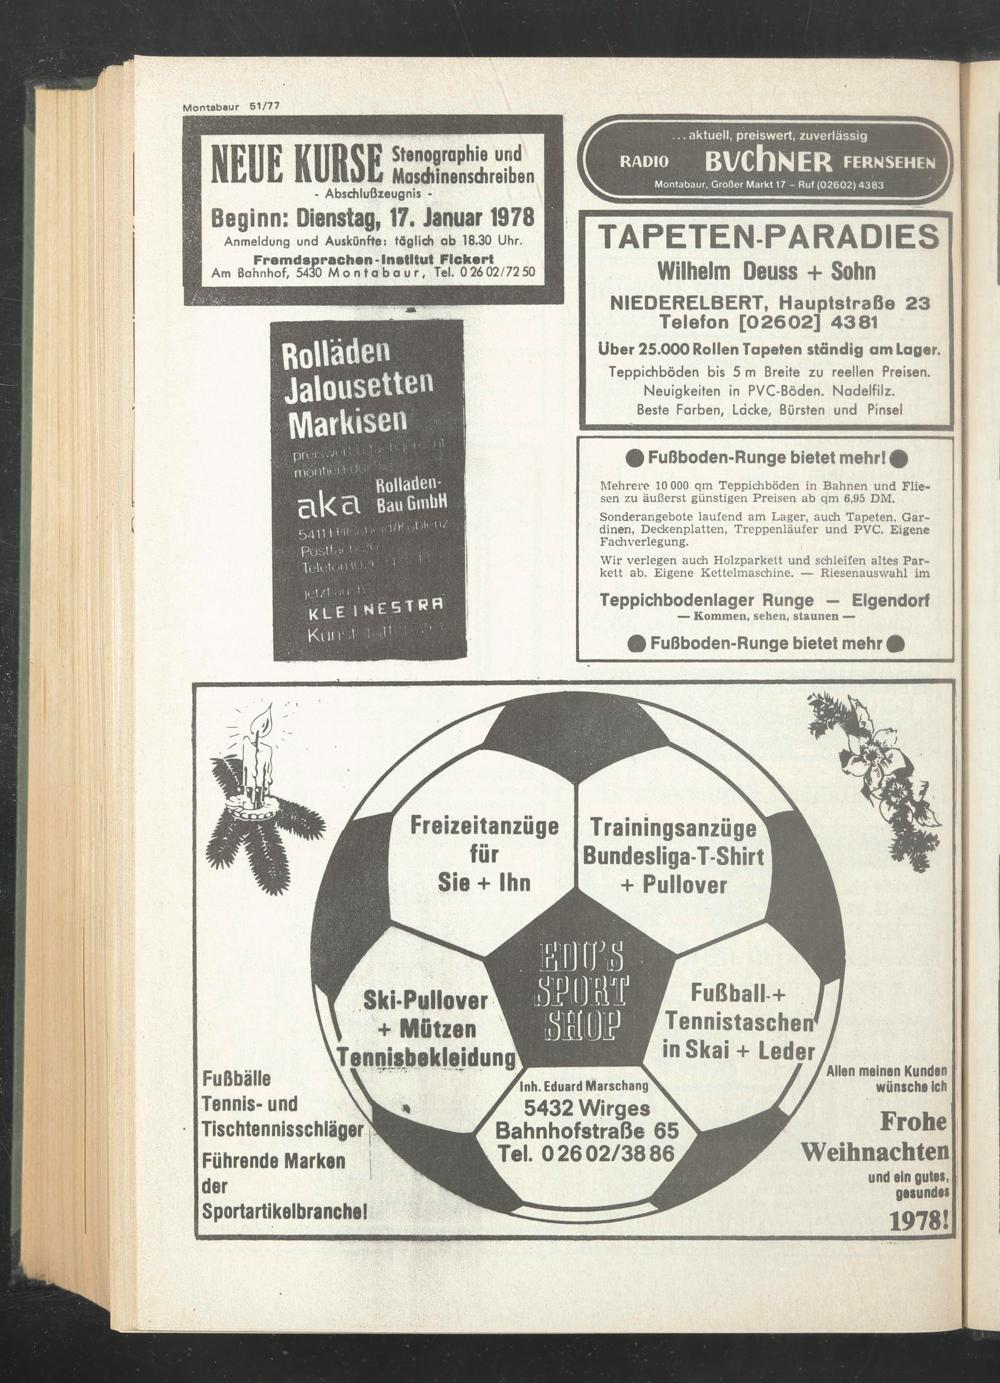 Montabaur 51/77
NEUE KURSE Stenographie und
Maschinenschreiben
- Abschlußzeugnis -
Beginn: Dienstag, 17. Januar 1978
Anmeldung und Auskünfte: täglich ab 18.30 Uhr.
Fremdsprachen-Institut Fickert
Am Bahnhof, 5430 Montabaur, Tel. 0 26 02/72 50
Rolläden
Jalousetten
Markisen
preiswert
montiert
aka Rolladen-
Bau GmbH
5411
Telefon
jetzt auch
KLEINESTRA
...aktuell, preiswert, zuverlässig
RADIO BUCHNER FERNSEHEN
Montabaur, Großer Markt 17 – Ruf (02602) 4383
TAPETEN-PARADIES
Wilhelm Deuss + Sohn
NIEDERELBERT, Hauptstraße 23
Telefon [02602] 4381
Über 25.000 Rollen Tapeten ständig am Lager.
Teppichböden bis 5 m Breite zu reellen Preisen.
Neuigkeiten in PVC-Böden. Nadelfilz.
Beste Farben, Lacke, Bürsten und Pinsel
● Fußboden-Runge bietet mehr! ●
Mehrere 10 000 qm Teppichböden in Bahnen und Flie-
sen zu äußerst günstigen Preisen ab qm 6,95 DM.
Sonderangebote laufend am Lager, auch Tapeten, Gar-
dinen, Deckenplatten, Treppenläufer und PVC. Eigene
Fachverlegung.
Wir verlegen auch Holzparkett und schleifen altes Par-
kett ab. Eigene Kettelmaschine. — Riesenauswahl im
Teppichbodenlager Runge — Elgendorf
— Kommen, sehen, staunen —
● Fußboden-Runge bietet mehr ●
Freizeitanzüge
für
Sie + Ihn
Trainingsanzüge
Bundesliga-T-Shirt
+ Pullover
EDU'S
SPORT
SHOP
Ski-Pullover
+ Mützen
Tennisbekleidung
Fußball-+
Tennistaschen
in Skai + Leder
Inh. Eduard Marschang
5432 Wirges
Bahnhofstraße 65
Tel. 0 26 02/38 86
Fußbälle
Tennis- und
Tischtennisschläger
Führende Marken
der
Sportartikelbranche!
Allen meinen Kunden
wünsche ich
Frohe
Weihnachten
und ein gutes,
gesundes
1978!